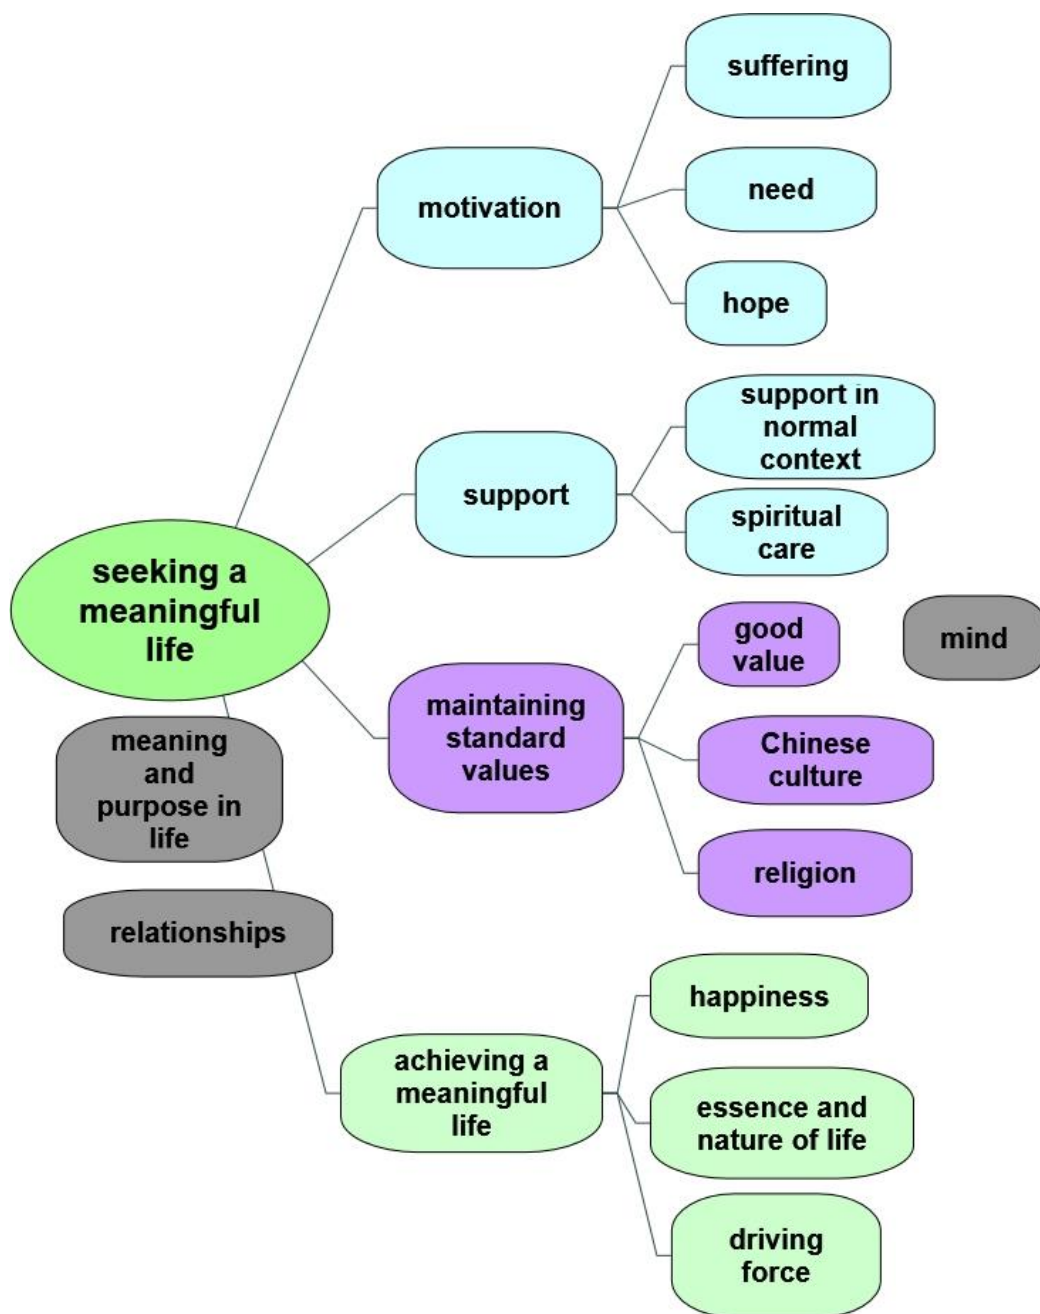 suffering
motivation
need
hope
support in
normal
context
support
spiritual
care
seeking a
meaningful
life
good
value
mind
maintaining
standard
values
Chinese
culture
religion
meaning
and
purpose in
life
relationships
happiness
achieving a
meaningful
life
essence and
nature of life
driving
force